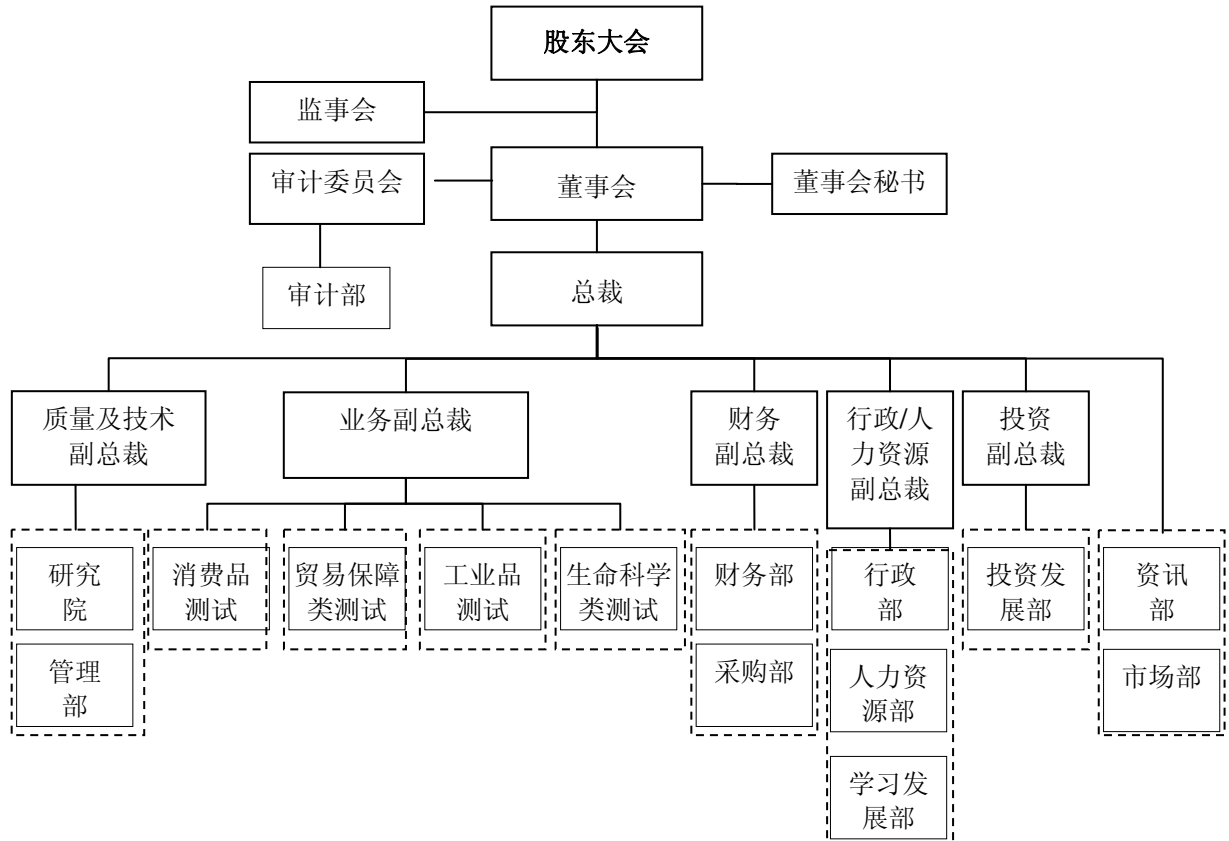 股东大会
监事会
审计委员会
董事会
董事会秘书
审计部
总裁
质量及技术
副总裁
业务副总裁
财务
副总裁
行政/人
力资源
副总裁
投资
副总裁
研究
院
消费品
测试
贸易保障
类测试
工业品
测试
生命科学
类测试
财务部
行政
部
投资发
展部
资讯
部
管理
部
采购部
人力资
源部
市场部
学习发
展部